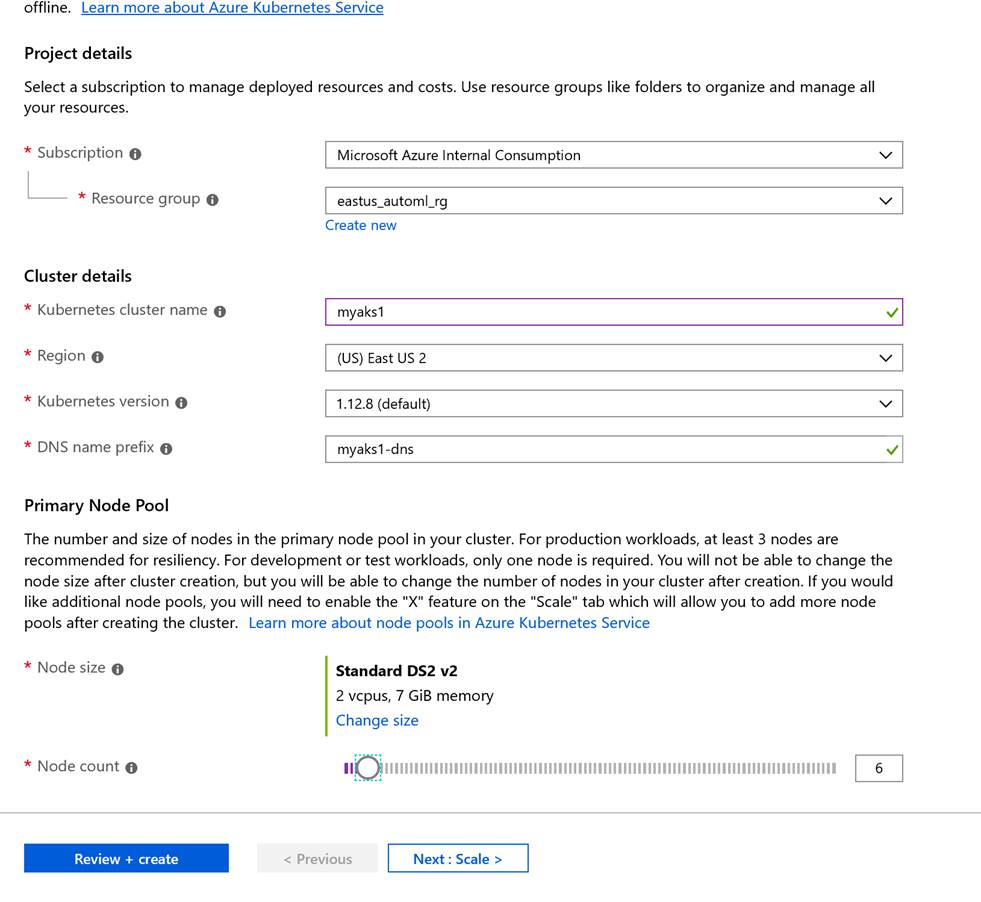 offline. Learn more about Azure Kubernetes Service
Project details
Select a subscription to manage deployed resources and costs. Use resource groups like folders to organize and manage all
your resources.
* Subscription
Microsoft Azure Internal Consumption
* Resource group
eastus_automl_rg
Create new
Cluster details
* Kubernetes cluster name
myaks1
* Region
(US) East US 2
* Kubernetes version
1.12.8 (default)
* DNS name prefix
myaks1-dns
Primary Node Pool
The number and size of nodes in the primary node pool in your cluster. For production workloads, at least 3 nodes are
recommended for resiliency. For development or test workloads, only one node is required. You will not be able to change the
node size after cluster creation, but you will be able to change the number of nodes in your cluster after creation. If you would
like additional node pools, you will need to enable the "X" feature on the "Scale" tab which will allow you to add more node
pools after creating the cluster. Learn more about node pools in Azure Kubernetes Service
* Node size
Standard DS2 v2
2 vcpus, 7 GiB memory
Change size
* Node count
6
Review + create
< Previous
Next : Scale >